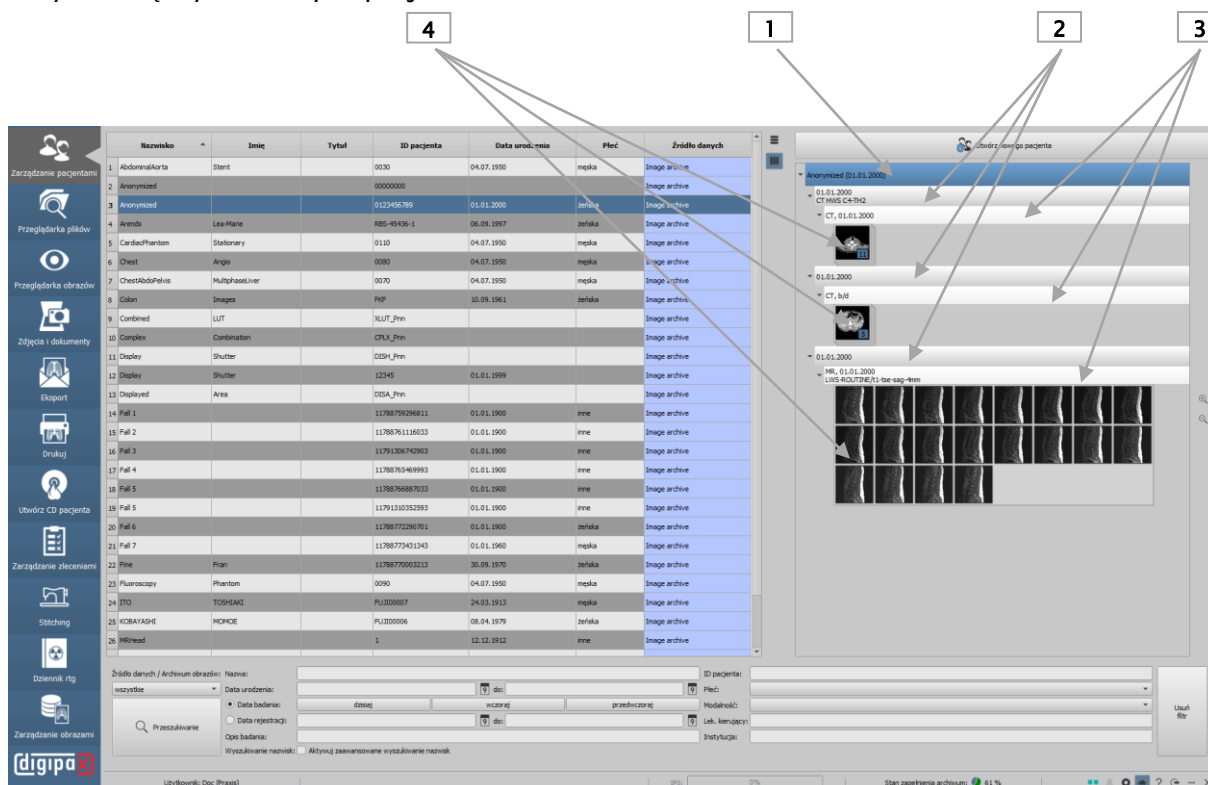 4 1 2 3
Zarządzanie pacjentami
Przeglądarka plików
Przeglądarka obrazów
Zdjęcia i dokumenty
Eksport
Drukuj
Utwórz CD pacjenta
Zarządzanie zleceniami
Stitching
Dziennik rtg
Zarządzanie obrazami
digipax
Nazwisko Imię Tytuł ID pacjenta Data urodzenia Płeć Źródło danych
1 AbdominalAorta Stent 0030 04.07.1950 męska Image archive
2 Anonymized 00000000 Image archive
3 Anonymized 0123456789 01.01.2000 żeńska Image archive
4 Arends Lea-Marie RBS-45436-1 06.09.1997 żeńska Image archive
5 CardiacPhantom Stationary 0110 04.07.1950 męska Image archive
6 Chest Angio 0080 04.07.1950 męska Image archive
7 ChestAbdoPelvis MultiphaseLiver 0070 04.07.1950 męska Image archive
8 Colon Images FKF 10.09.1961 żeńska Image archive
9 Combined LUT XLUT_Pnn Image archive
10 Complex Combination CPLX_Pnn Image archive
11 Display Shutter DISH_Pnn Image archive
12 Display Shutter 12345 01.01.1999 Image archive
13 Displayed Area DISA_Pnn Image archive
14 Fall 1 11788759296811 01.01.1900 inne Image archive
15 Fall 2 11788761116033 01.01.1900 inne Image archive
16 Fall 3 11791306742903 01.01.1900 inne Image archive
17 Fall 4 11788765469993 01.01.1900 inne Image archive
18 Fall 5 11788766887033 01.01.1900 inne Image archive
19 Fall 5 11791310352593 01.01.1900 inne Image archive
20 Fall 6 11788772290701 01.01.1900 żeńska Image archive
21 Fall 7 11788773431343 01.01.1960 męska Image archive
22 Fine Fran 11788770003213 30.09.1970 żeńska Image archive
23 Fluoroscopy Phantom 0090 04.07.1950 męska Image archive
24 ITO TOSHIAKI FUJI00007 24.03.1913 męska Image archive
25 KOBAYASHI MOMOE FUJI00006 08.04.1979 żeńska Image archive
26 MRHead 1 12.12.1912 inne Image archive
Utwórz nowego pacjenta
Anonymized (01.01.2000)
01.01.2000
CT HWS C4-TH2
CT, 01.01.2000
11
01.01.2000
CT, b/d
5
01.01.2000
MR, 01.01.2000
LWS-ROUTINE/t1-tse-sag-4mm
Źródło danych / Archiwum obrazów: Nazwa: ID pacjenta:
wszystkie Data urodzenia: do: Płeć:
Data badania: dzisiaj wczoraj przedwczoraj Modalność:
Przeszukiwanie Data rejestracji: do: Lek. kierujący:
Opis badania: Instytucja:
Wyszukiwanie nazwisk: Aktywuj zaawansowane wyszukiwanie nazwisk
Usuń
filtr
Użytkownik: Doc (Praxis) 0% Stan zapełnienia archiwum: 61 %